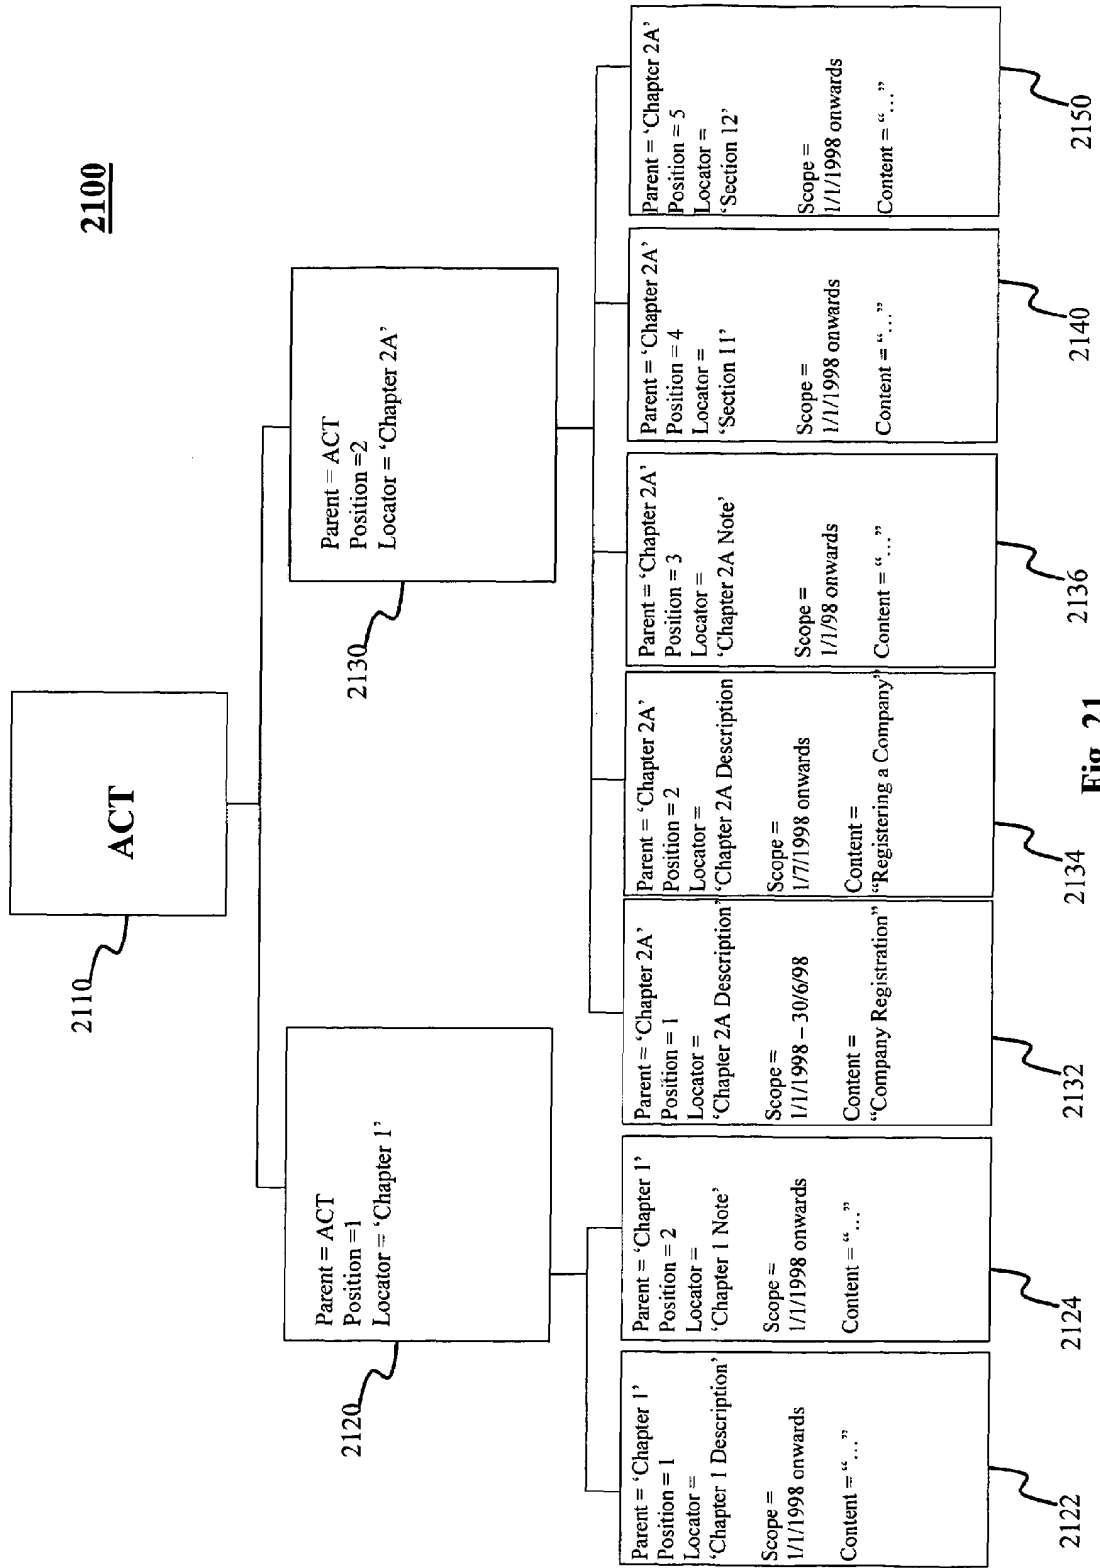 2100
ACT
2110
Parent = ACT
Position =1
Locator = ‘Chapter 1’
2120
Parent = ACT
Position =2
Locator = ‘Chapter 2A’
2130
Parent = ‘Chapter 1’
Position = 1
Locator =
‘Chapter 1 Description’
Scope =
1/1/1998 onwards
Content = “...”
2122
Parent = ‘Chapter 1’
Position = 2
Locator =
‘Chapter 1 Note’
Scope =
1/1/1998 onwards
Content = “...”
2124
Parent = ‘Chapter 2A’
Position = 1
Locator =
‘Chapter 2A Description’
Scope =
1/1/1998 – 30/6/98
Content =
“Company Registration”
2132
Parent = ‘Chapter 2A’
Position = 2
Locator =
‘Chapter 2A Description
Scope =
1/7/1998 onwards
Content =
“Registering a Company”
2134
Parent = ‘Chapter 2A’
Position = 3
Locator =
‘Chapter 2A Note’
Scope =
1/1/98 onwards
Content = “...”
2136
Parent = ‘Chapter 2A’
Position = 4
Locator =
‘Section 11’
Scope =
1/1/1998 onwards
Content = “...”
2140
Parent = ‘Chapter 2A’
Position = 5
Locator =
‘Section 12’
Scope =
1/1/1998 onwards
Content = “...”
2150
Fig. 21